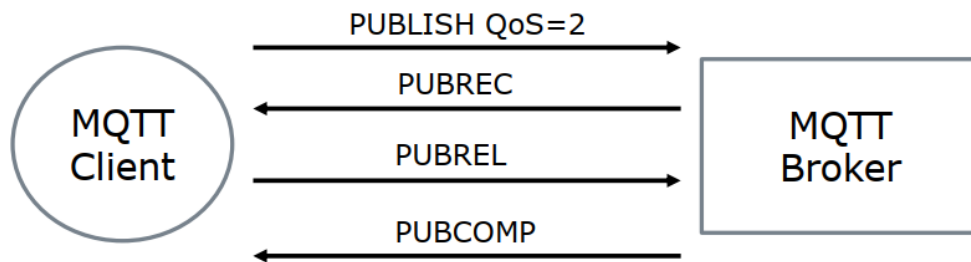 PUBLISH QoS=2
PUBREC
MQTT
Client
MQTT
Broker
PUBREL
PUBCOMP